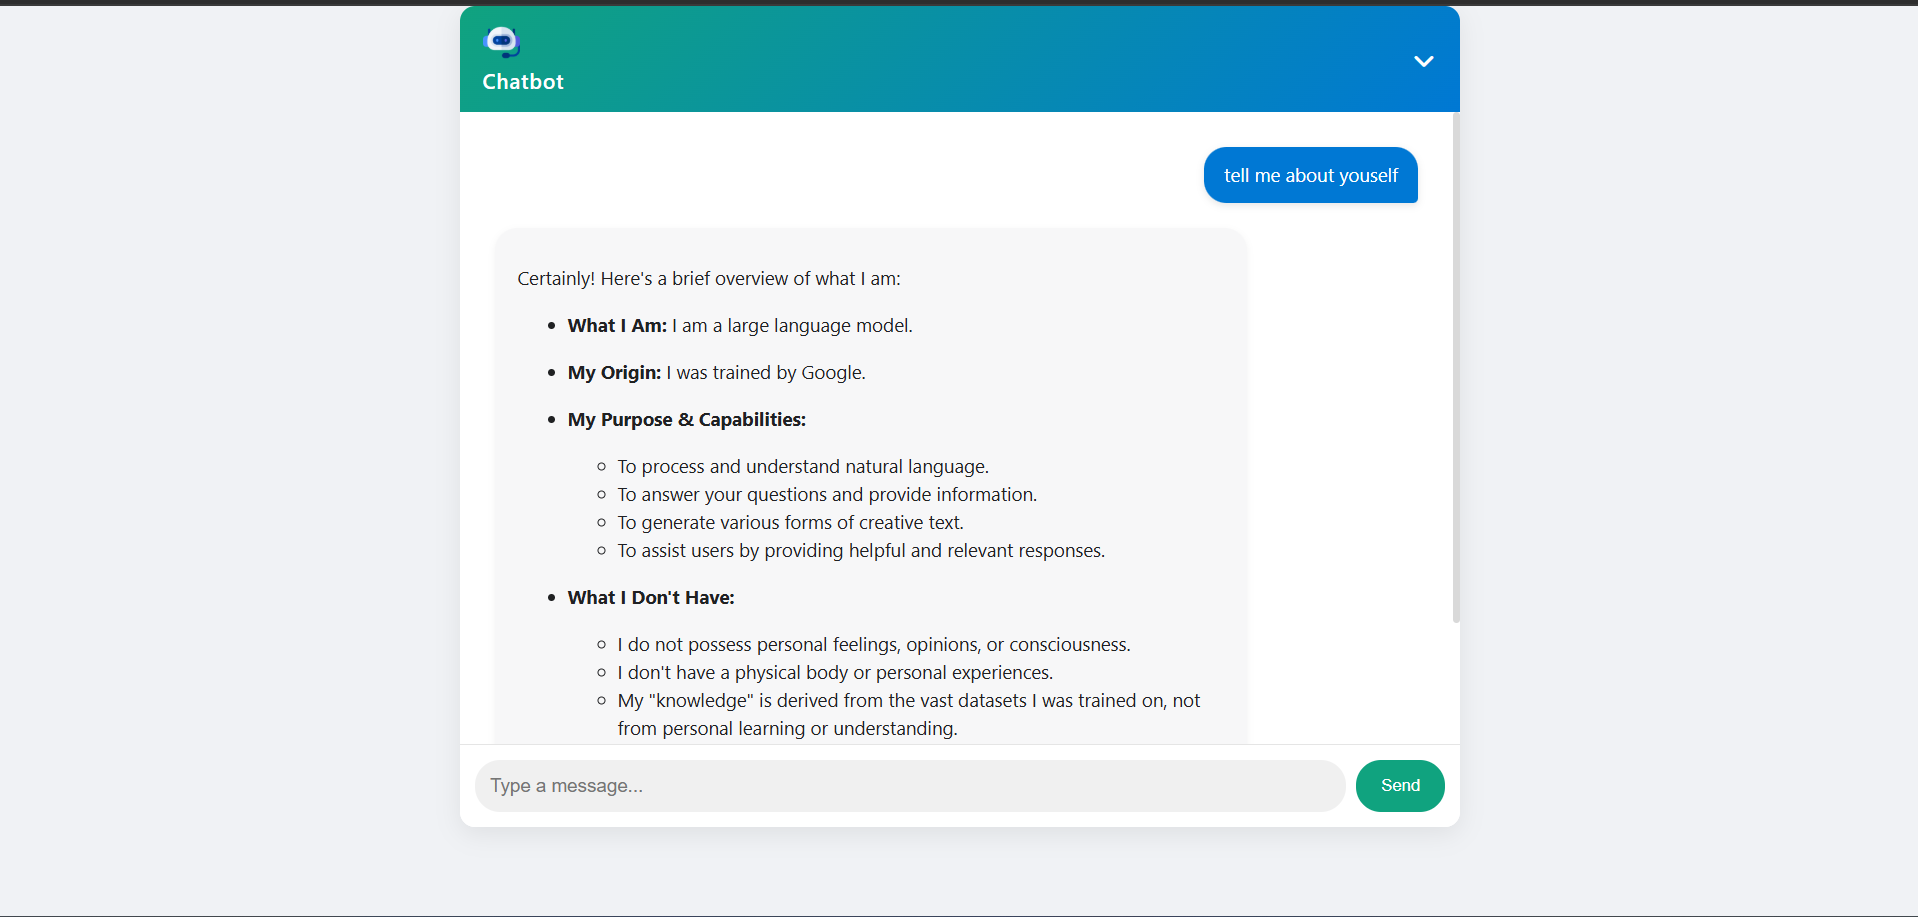 Chatbot
tell me about youself
Certainly! Here's a brief overview of what I am:
What I Am: I am a large language model.
My Origin: I was trained by Google.
My Purpose & Capabilities:
To process and understand natural language.
To answer your questions and provide information.
To generate various forms of creative text.
To assist users by providing helpful and relevant responses.
What I Don't Have:
I do not possess personal feelings, opinions, or consciousness.
I don't have a physical body or personal experiences.
My "knowledge" is derived from the vast datasets I was trained on, not
from personal learning or understanding.
Type a message...
Send